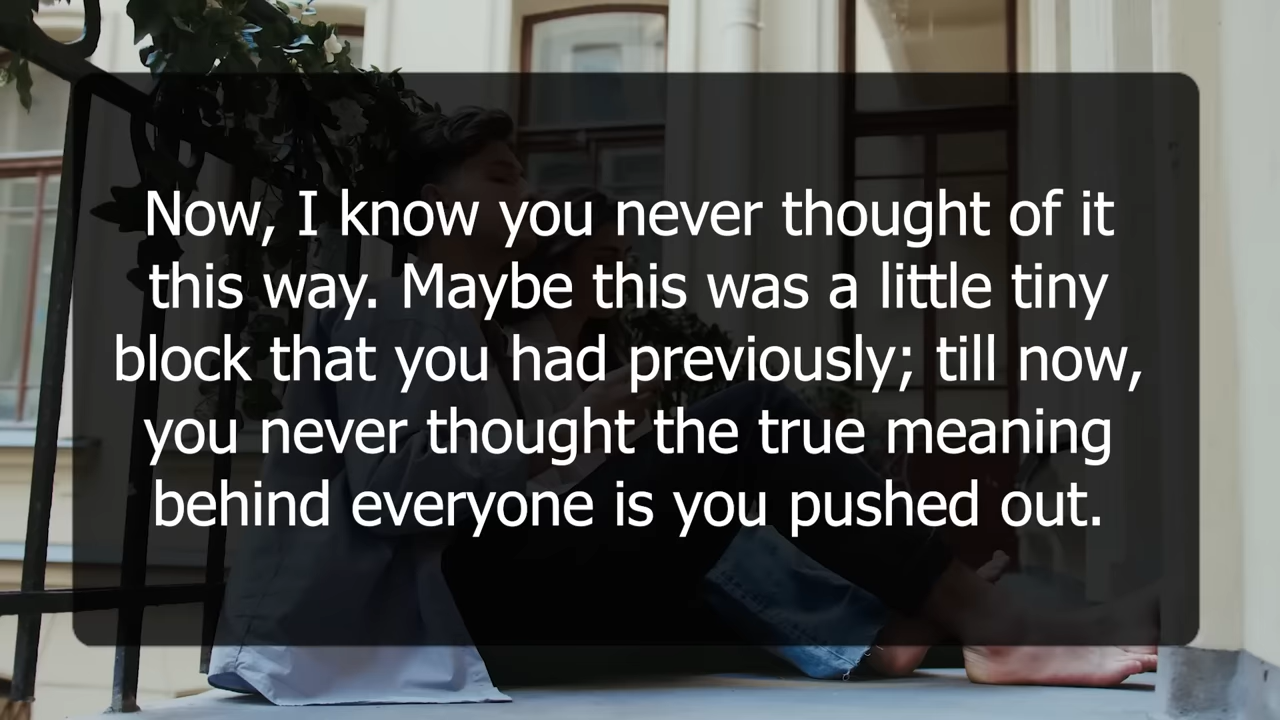 Now, I know you never thought of it
this way. Maybe this was a little tiny
block that you had previously; till now,
you never thought the true meaning
behind everyone is you pushed out.